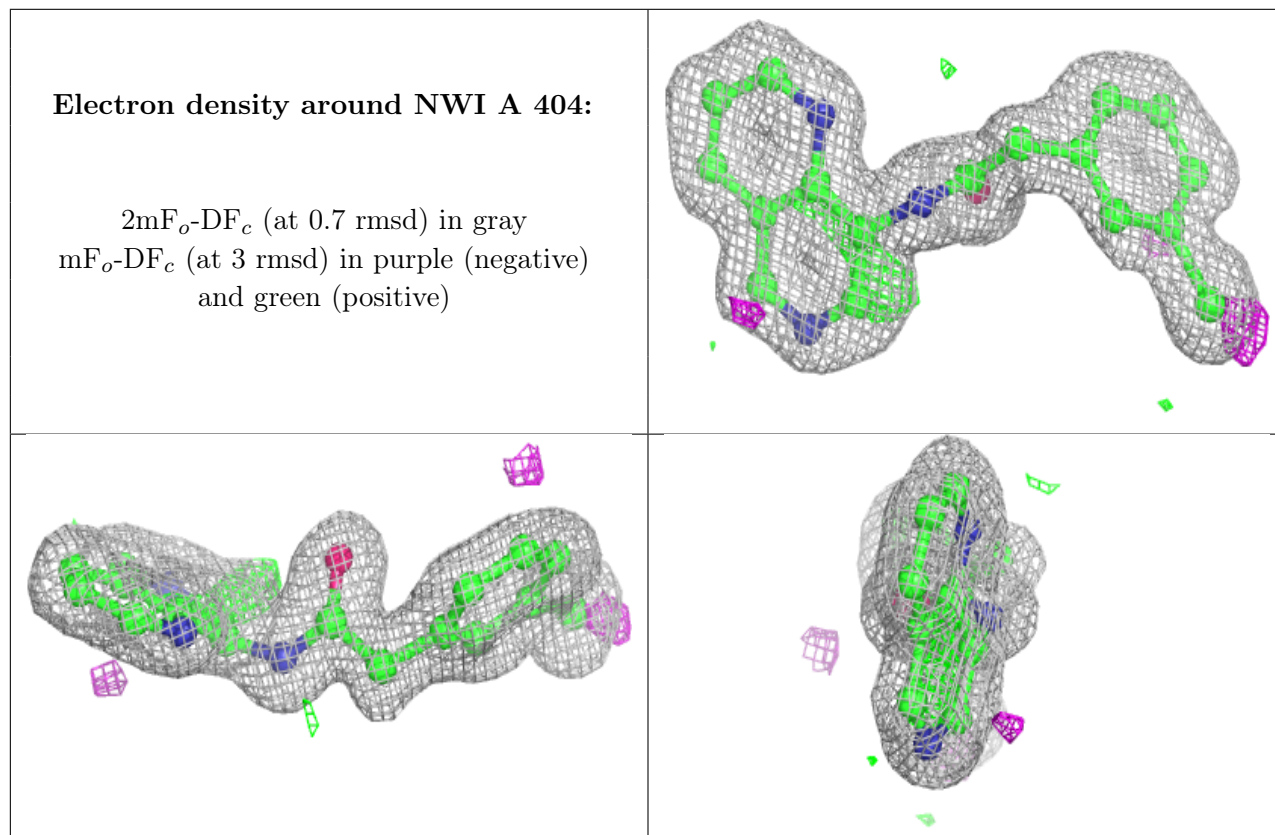 Electron density around NWI A 404:
2mFₒ-DF𝒸 (at 0.7 rmsd) in gray
mFₒ-DF𝒸 (at 3 rmsd) in purple (negative)
and green (positive)